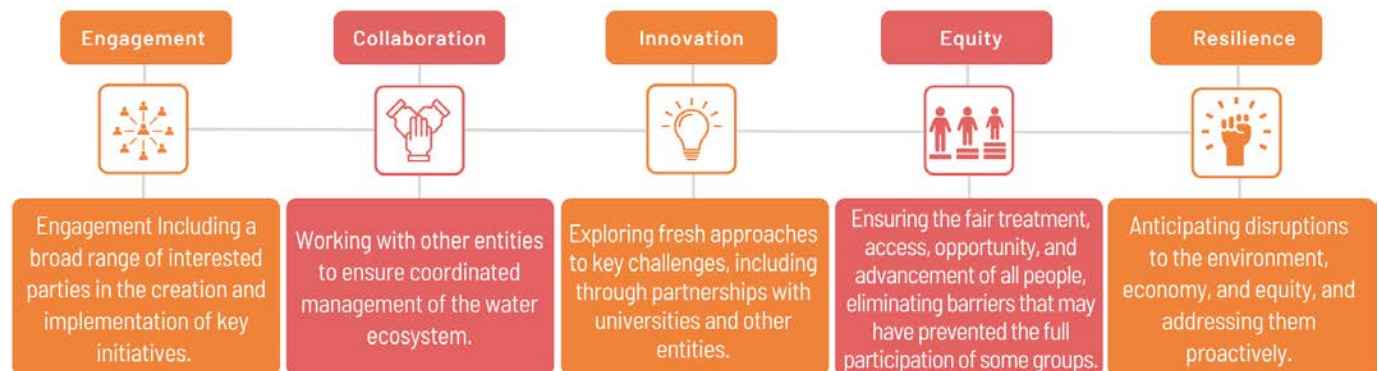 Engagement
Collaboration
Innovation
Equity
Resilience
Engagement Including a
broad range of interested
parties in the creation and
implementation of key
initiatives.
Working with other entities
to ensure coordinated
management of the water
ecosystem.
Exploring fresh approaches
to key challenges, including
through partnerships with
universities and other
entities.
Ensuring the fair treatment,
access, opportunity, and
advancement of all people,
eliminating barriers that may
have prevented the full
participation of some groups.
Anticipating disruptions
to the environment,
economy, and equity, and
addressing them
proactively.